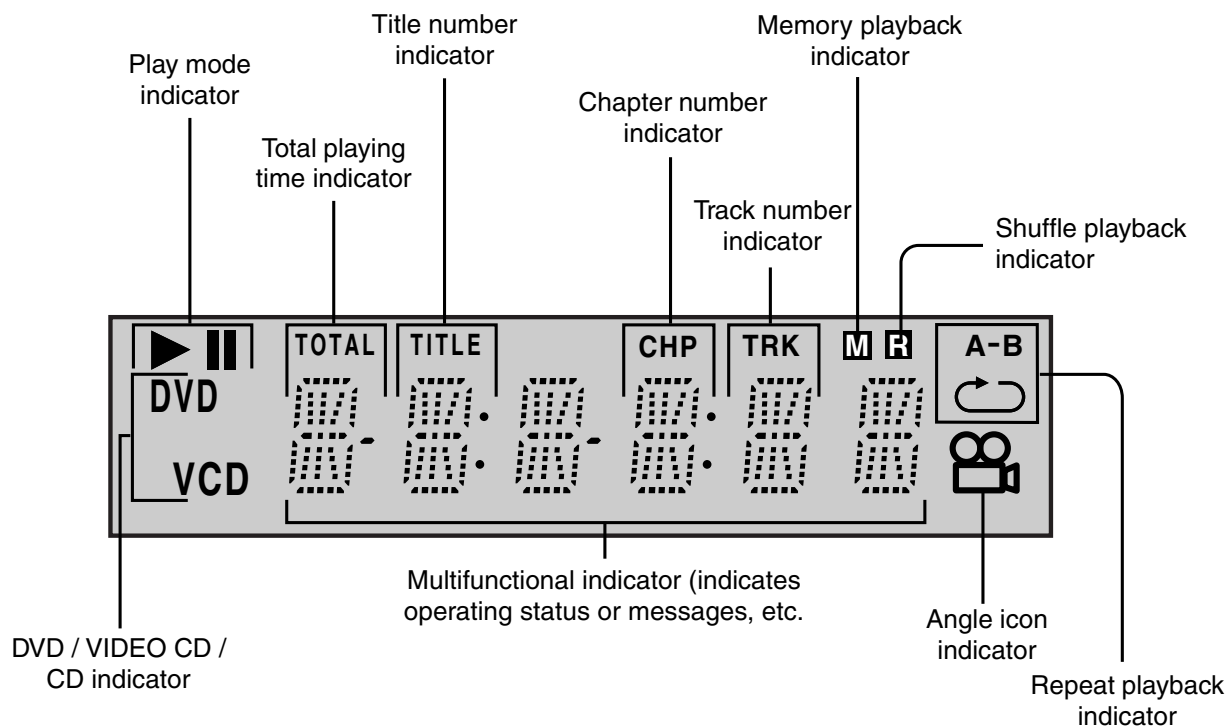 Title number
indicator
Memory playback
indicator
Play mode
indicator
Chapter number
indicator
Total playing
time indicator
Track number
indicator
Shuffle playback
indicator
TOTAL TITLE CHP TRK M R A-B
DVD
VCD
Multifunctional indicator (indicates
operating status or messages, etc.
Angle icon
indicator
DVD / VIDEO CD /
CD indicator
Repeat playback
indicator